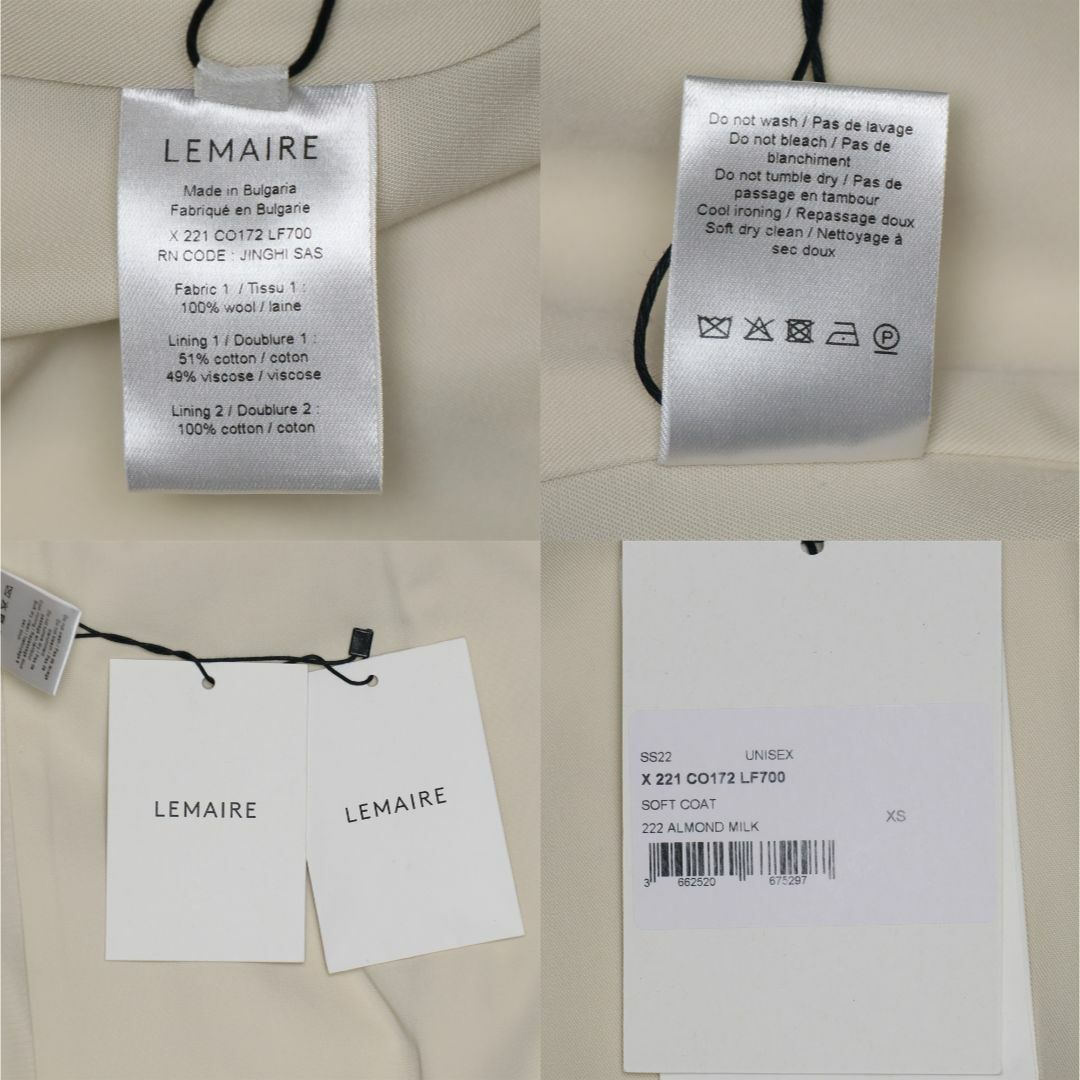 LEMAIRE
Made in Bulgaria
Fabriqué en Bulgarie
X 221 CO172 LF700
RN CODE : JINGHI SAS
Fabric 1 / Tissu 1 :
100% wool / laine
Lining 1 / Doublure 1 :
51% cotton / coton
49% viscose / viscose
Lining 2 / Doublure 2 :
100% cotton / coton
Do not wash / Pas de lavage
Do not bleach / Pas de
blanchiment
Do not tumble dry / Pas de
passage en tambour
Cool ironing / Repassage doux
Soft dry clean / Nettoyage à
sec doux
P
LEMAIRE
LEMAIRE
SS22 UNISEX
X 221 CO172 LF700
SOFT COAT
XS
222 ALMOND MILK
3 662520 675297